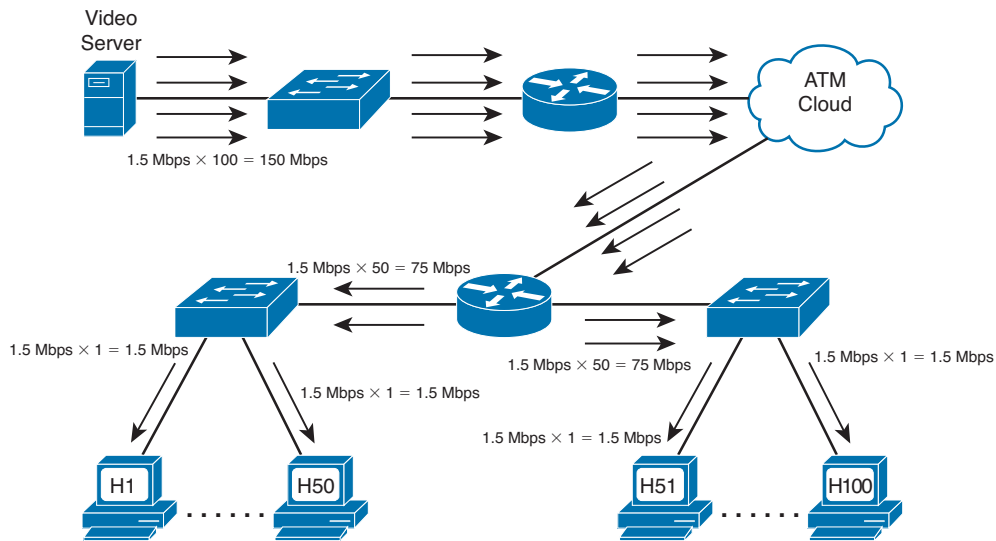 Video
Server
ATM
Cloud
1.5 Mbps × 100 = 150 Mbps
1.5 Mbps × 50 = 75 Mbps
1.5 Mbps × 1 = 1.5 Mbps
1.5 Mbps × 50 = 75 Mbps
1.5 Mbps × 1 = 1.5 Mbps
1.5 Mbps × 1 = 1.5 Mbps
1.5 Mbps × 1 = 1.5 Mbps
H1
H50
H51
H100